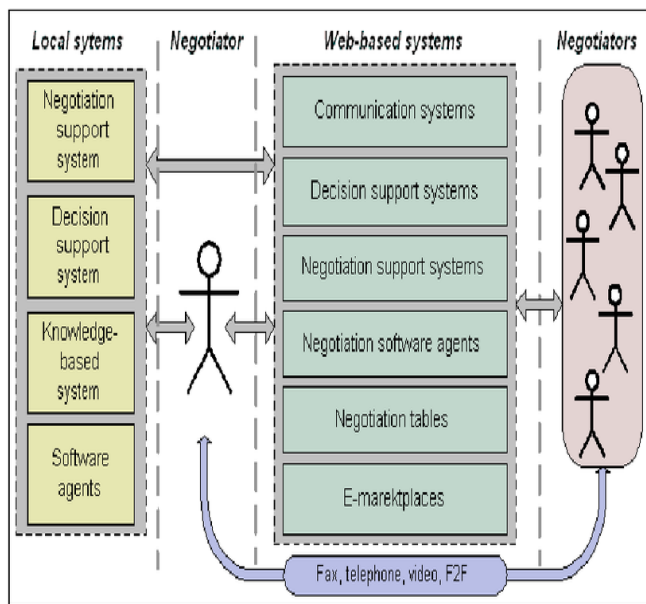 Local sytems
Negotiator
Web-based systems
Negotiators
Negotiation
support
system
Decision
support
system
Knowledge-
based
system
Software
agents
Communication systems
Decision support systems
Negotiation support systems
Negotiation software agents
Negotiation tables
E-marektplaces
Fax, telephone, video, F2F